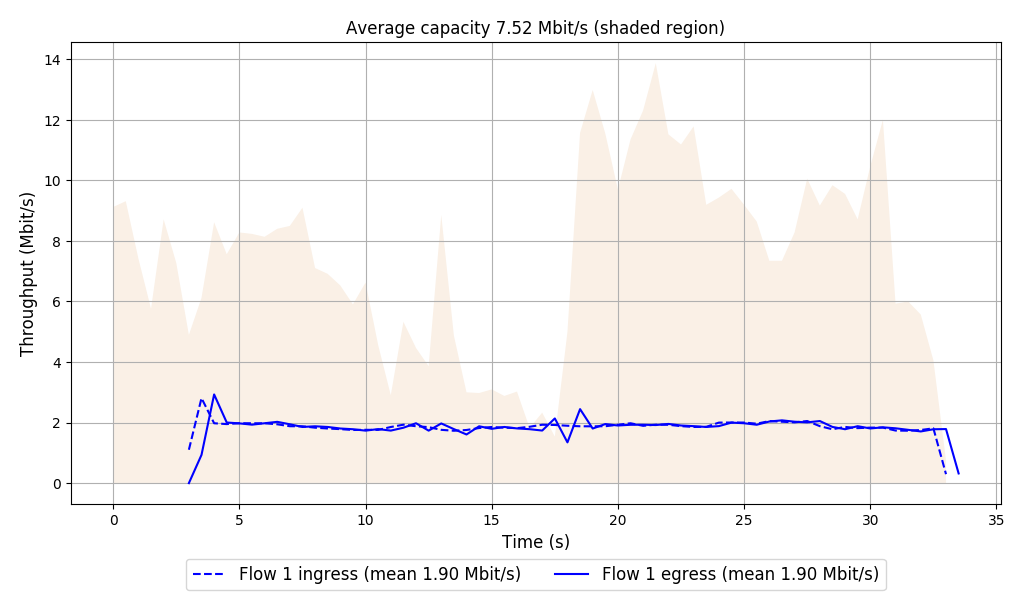 Average capacity 7.52 Mbit/s (shaded region)
14
12
10
8
6
4
2
0
Throughput (Mbit/s)
0 5 10 15 20 25 30 35
Time (s)
Flow 1 ingress (mean 1.90 Mbit/s) Flow 1 egress (mean 1.90 Mbit/s)